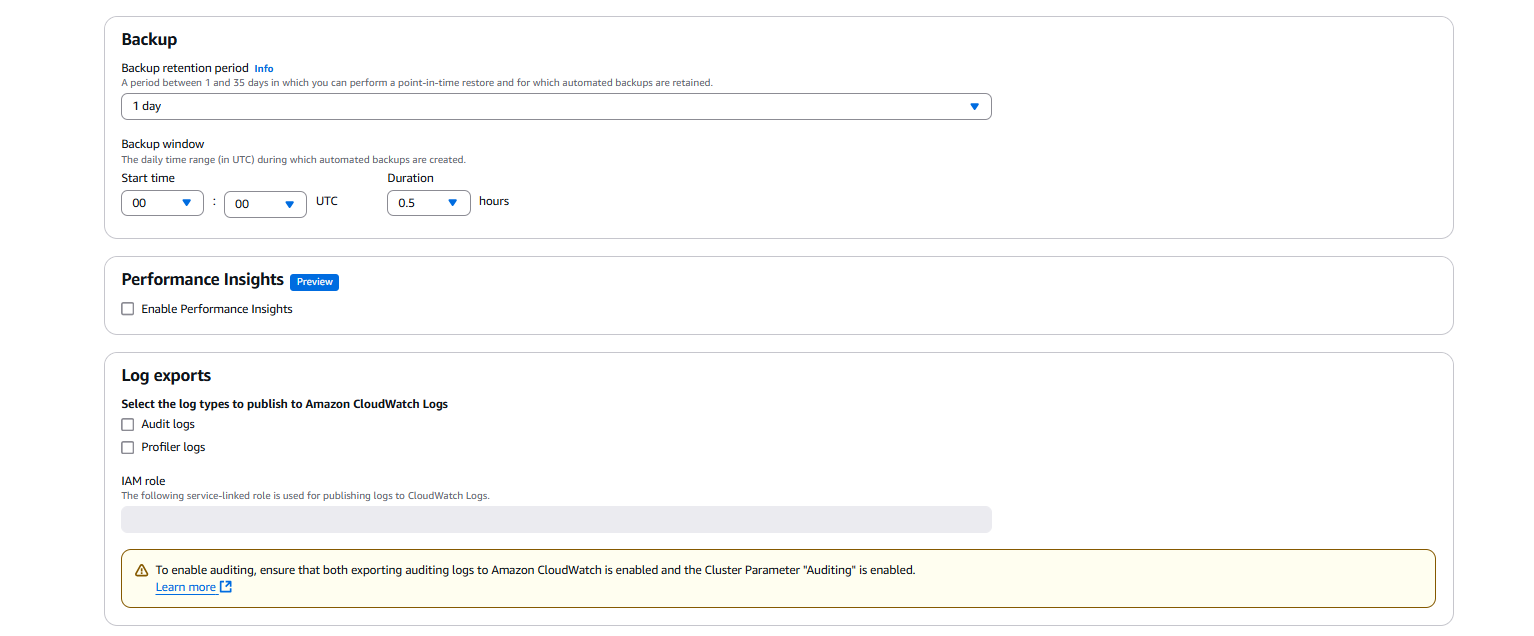 Backup
Backup retention period Info
A period between 1 and 35 days in which you can perform a point-in-time restore and for which automated backups are retained.
1 day
Backup window
The daily time range (in UTC) during which automated backups are created.
Start time Duration
00 : 00 UTC 0.5 hours
Performance Insights Preview
Enable Performance Insights
Log exports
Select the log types to publish to Amazon CloudWatch Logs
Audit logs
Profiler logs
IAM role
The following service-linked role is used for publishing logs to CloudWatch Logs.
To enable auditing, ensure that both exporting auditing logs to Amazon CloudWatch is enabled and the Cluster Parameter "Auditing" is enabled.
Learn more